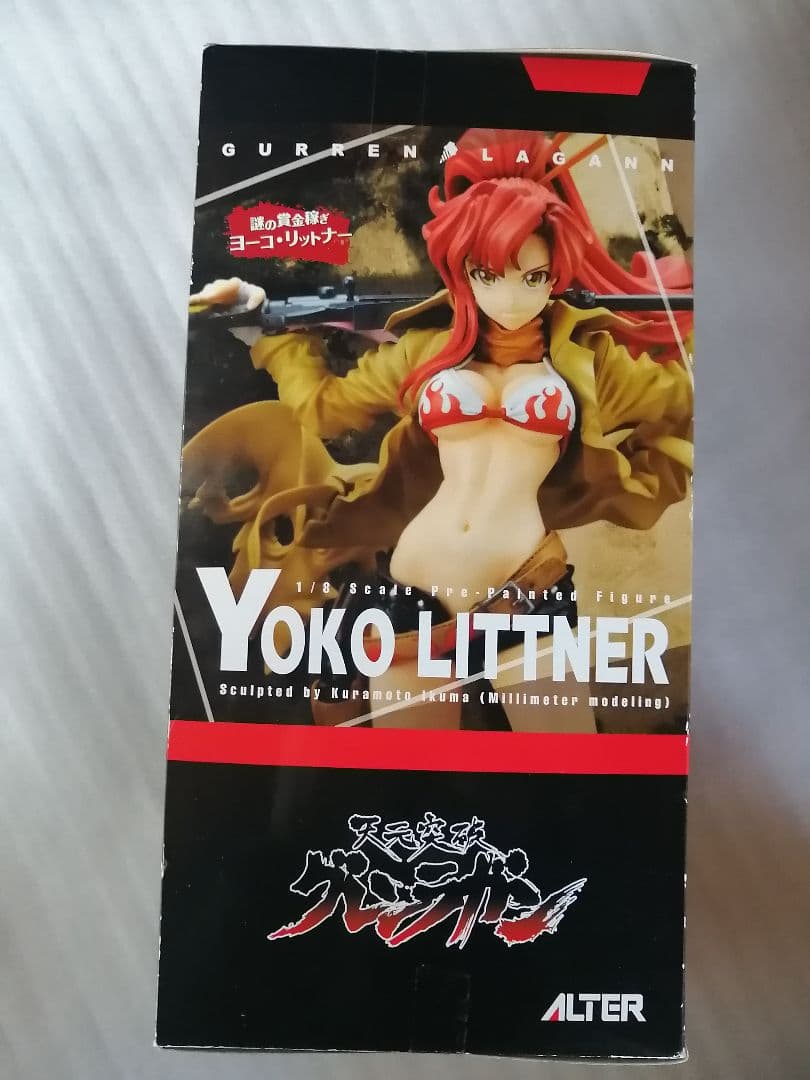 GURREN LAGANN
謎の賞金稼ぎ
ヨーコ・リットナー
1/8 Scale Pre-Painted Figure
YOKO LITTNER
Sculpted by Kuramoto Ikuma (Millimeter modeling)
天元突破
グレンラガン
ALTER